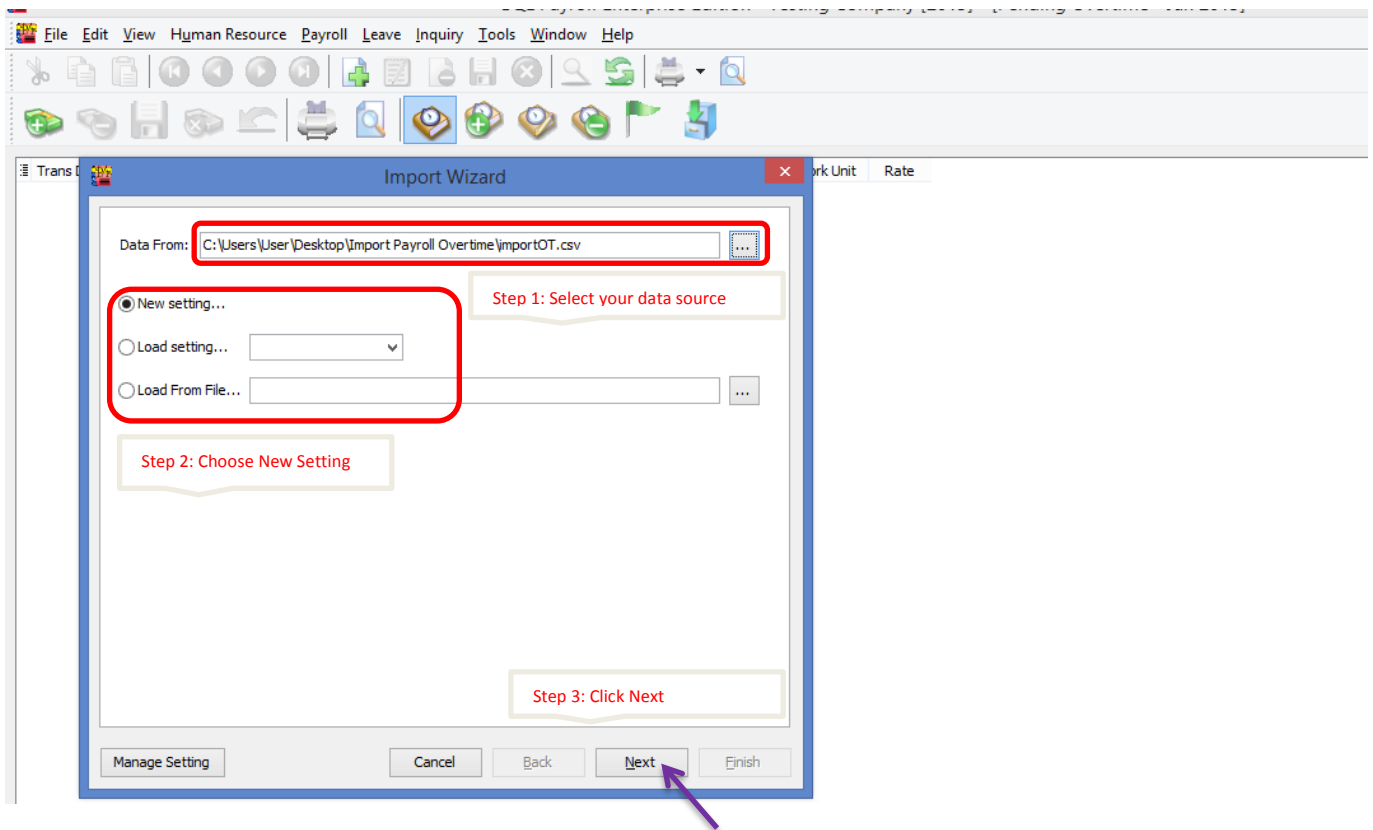 File Edit View Human Resource Payroll Leave Inquiry Tools Window Help
Trans
Import Wizard
Unit Rate
Data From: C:\Users\User\Desktop\Import Payroll Overtime\importOT.csv ...
Step 1: Select your data source
New setting...
Load setting...
Load From File... ...
Step 2: Choose New Setting
Step 3: Click Next
Manage Setting Cancel Back Next Finish